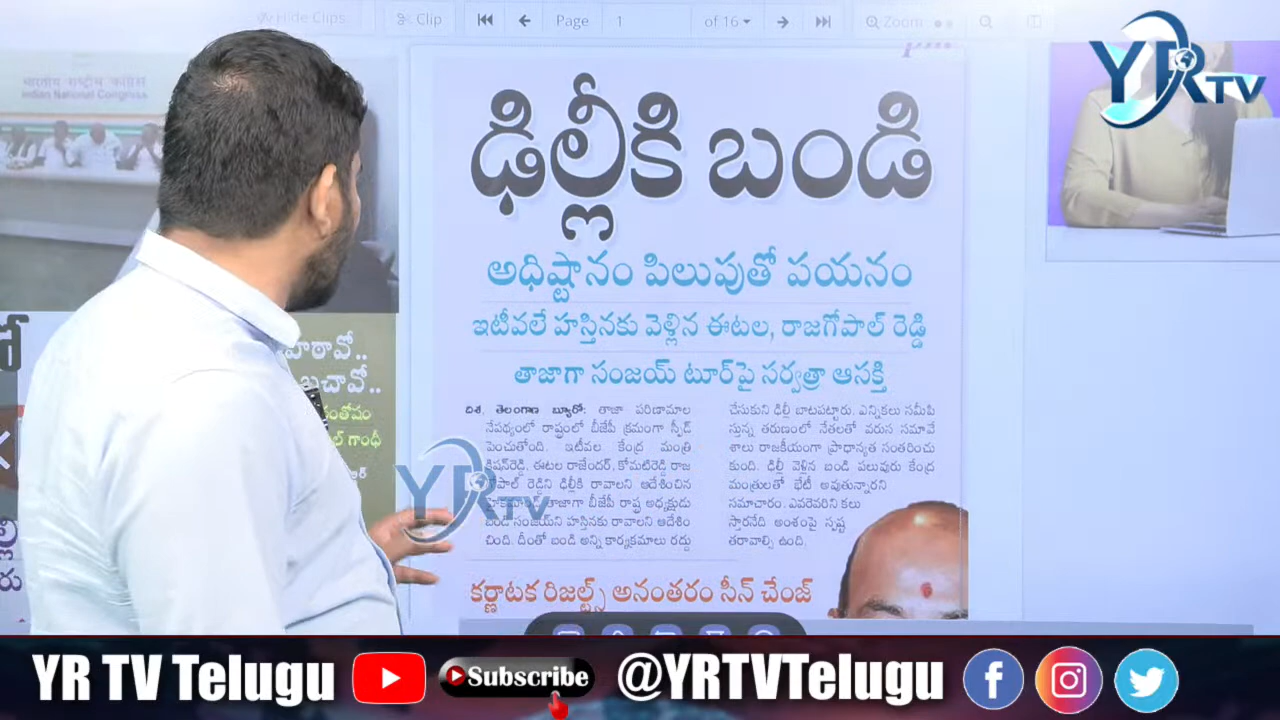 Hide Clips
Clip
Page
1
of 16
Zoom
YRTV
भारतीय राष्ट्रीय कांग्रेस
Indian National Congress
ఢిల్లీకి బండి
అధిష్టానం పిలుపుతో పయనం
ఇటీవలే హస్తినకు వెళ్లిన ఈటల, రాజగోపాల్ రెడ్డి
తాజాగా సంజయ్ టూర్‌పై సర్వత్రా ఆసక్తి
దిశ, తెలంగాణ బ్యూరో: తాజా పరిణామాల
నేపథ్యంలో రాష్ట్రంలో బీజేపీ క్రమంగా స్పీడ్
పెంచుతోంది. ఇటీవల కేంద్ర మంత్రి
కిషన్‌రెడ్డి, ఈటల రాజేందర్, కోమటిరెడ్డి రాజ
గోపాల్ రెడ్డిని ఢిల్లీకి రావాలని ఆదేశించిన
తాజాగా బీజేపీ రాష్ట్ర అధ్యక్షుడు
బండి సంజయ్‌ని హస్తినకు రావాలని ఆదేశిం
చింది. దీంతో బండి అన్ని కార్యక్రమాలు రద్దు
చేసుకుని ఢిల్లీ బాటపట్టారు. ఎన్నికలు సమీపి
స్తున్న తరుణంలో నేతలతో వరుస సమావే
శాలు రాజకీయంగా ప్రాధాన్యత సంతరించు
కుంది. ఢిల్లీ వెళ్లిన బండి పలువురు కేంద్ర
మంత్రులతో భేటీ అవుతున్నారని
సమాచారం. ఎవరెవరిని కలు
స్తారనేది అంశంపై స్పష్ట
తరావాల్సి ఉంది.
కర్ణాటక రిజల్ట్స్ అనంతరం సీన్ చేంజ్
YRTV
YR TV Telugu
Subscribe
@YRTVTelugu